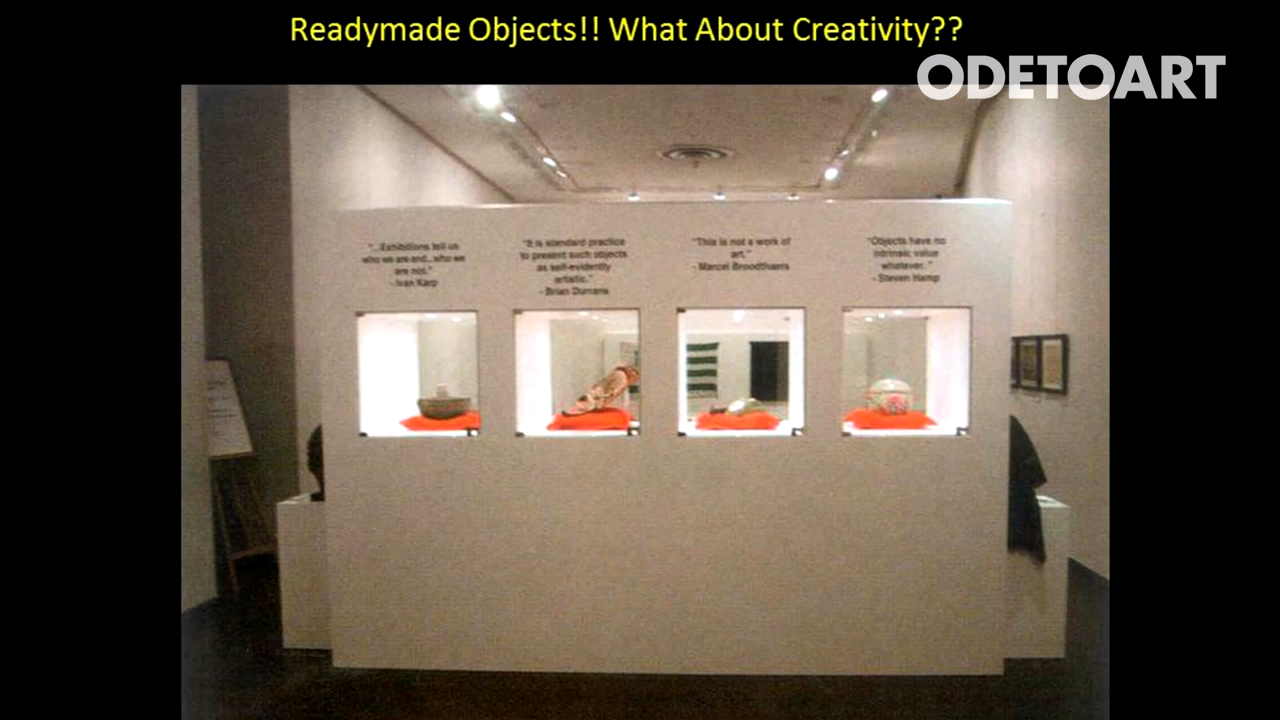 Readymade Objects!! What About Creativity??
ODETOART
"...Exhibitions tell us
who we are and...who we
are not."
- Ivan Karp
"It is standard practice
to present such objects
as self-evidently
artistic."
- Brian Durrans
"This is not a work of
art."
- Marcel Broodthaers
"Objects have no
intrinsic value
whatever..."
- Steven Hamp